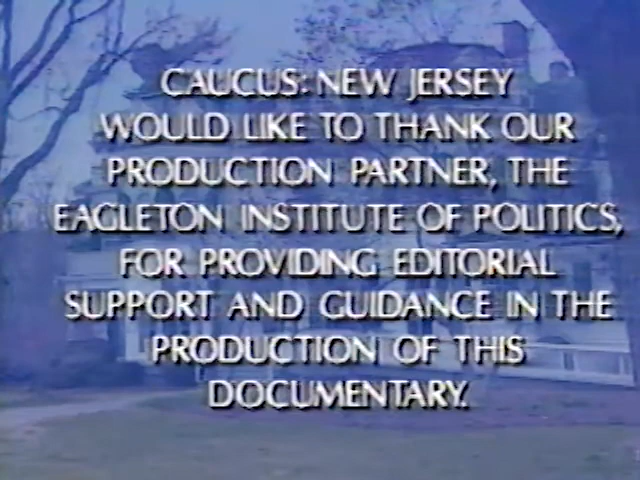 CAUCUS: NEW JERSEY
WOULD LIKE TO THANK OUR
PRODUCTION PARTNER, THE
EAGLETON INSTITUTE OF POLITICS,
FOR PROVIDING EDITORIAL
SUPPORT AND GUIDANCE IN THE
PRODUCTION OF THIS
DOCUMENTARY.